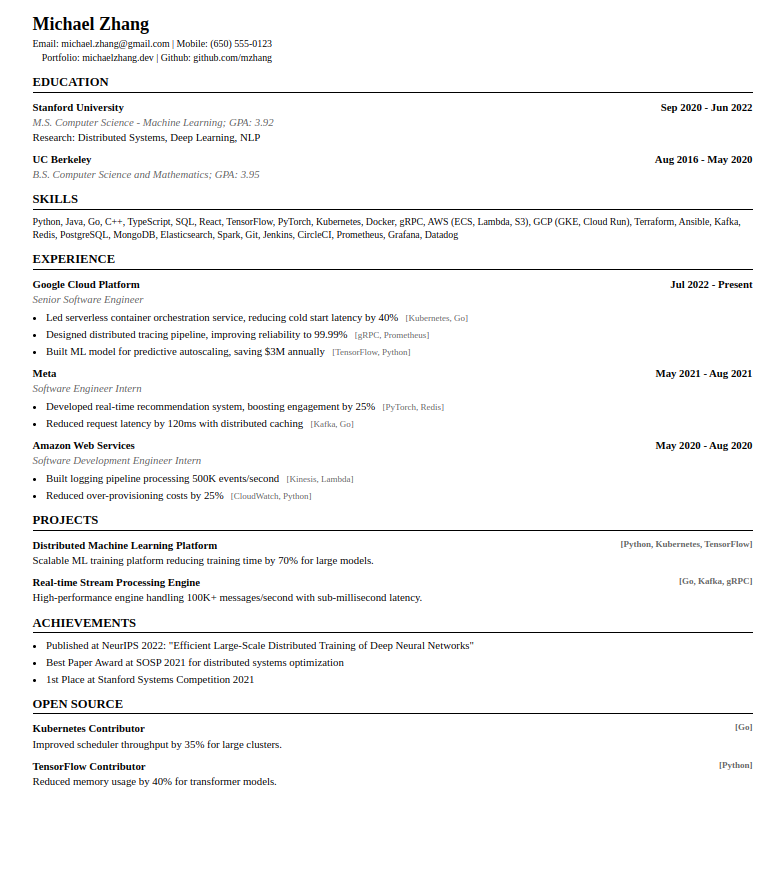 Michael Zhang
Email: michael.zhang@gmail.com | Mobile: (650) 555-0123
Portfolio: michaelzhang.dev | Github: github.com/mzhang
EDUCATION
Stanford University Sep 2020 - Jun 2022
M.S. Computer Science - Machine Learning; GPA: 3.92
Research: Distributed Systems, Deep Learning, NLP
UC Berkeley Aug 2016 - May 2020
B.S. Computer Science and Mathematics; GPA: 3.95
SKILLS
Python, Java, Go, C++, TypeScript, SQL, React, TensorFlow, PyTorch, Kubernetes, Docker, gRPC, AWS (ECS, Lambda, S3), GCP (GKE, Cloud Run), Terraform, Ansible, Kafka,
Redis, PostgreSQL, MongoDB, Elasticsearch, Spark, Git, Jenkins, CircleCI, Prometheus, Grafana, Datadog
EXPERIENCE
Google Cloud Platform Jul 2022 - Present
Senior Software Engineer
• Led serverless container orchestration service, reducing cold start latency by 40% [Kubernetes, Go]
• Designed distributed tracing pipeline, improving reliability to 99.99% [gRPC, Prometheus]
• Built ML model for predictive autoscaling, saving $3M annually [TensorFlow, Python]
Meta May 2021 - Aug 2021
Software Engineer Intern
• Developed real-time recommendation system, boosting engagement by 25% [PyTorch, Redis]
• Reduced request latency by 120ms with distributed caching [Kafka, Go]
Amazon Web Services May 2020 - Aug 2020
Software Development Engineer Intern
• Built logging pipeline processing 500K events/second [Kinesis, Lambda]
• Reduced over-provisioning costs by 25% [CloudWatch, Python]
PROJECTS
Distributed Machine Learning Platform [Python, Kubernetes, TensorFlow]
Scalable ML training platform reducing training time by 70% for large models.
Real-time Stream Processing Engine [Go, Kafka, gRPC]
High-performance engine handling 100K+ messages/second with sub-millisecond latency.
ACHIEVEMENTS
• Published at NeurIPS 2022: "Efficient Large-Scale Distributed Training of Deep Neural Networks"
• Best Paper Award at SOSP 2021 for distributed systems optimization
• 1st Place at Stanford Systems Competition 2021
OPEN SOURCE
Kubernetes Contributor [Go]
Improved scheduler throughput by 35% for large clusters.
TensorFlow Contributor [Python]
Reduced memory usage by 40% for transformer models.